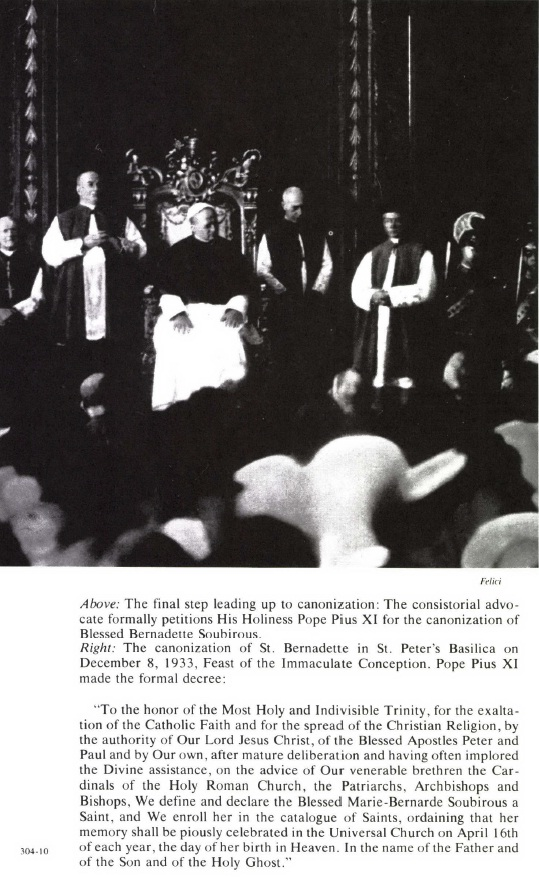 Felici
Above: The final step leading up to canonization: The consistorial advo-
cate formally petitions His Holiness Pope Pius XI for the canonization of
Blessed Bernadette Soubirous.
Right: The canonization of St. Bernadette in St. Peter's Basilica on
December 8, 1933, Feast of the Immaculate Conception. Pope Pius XI
made the formal decree:
"To the honor of the Most Holy and Indivisible Trinity, for the exalta-
tion of the Catholic Faith and for the spread of the Christian Religion, by
the authority of Our Lord Jesus Christ, of the Blessed Apostles Peter and
Paul and by Our own, after mature deliberation and having often implored
the Divine assistance, on the advice of Our venerable brethren the Car-
dinals of the Holy Roman Church, the Patriarchs, Archbishops and
Bishops, We define and declare the Blessed Marie-Bernarde Soubirous a
Saint, and We enroll her in the catalogue of Saints, ordaining that her
memory shall be piously celebrated in the Universal Church on April 16th
of each year, the day of her birth in Heaven. In the name of the Father and
of the Son and of the Holy Ghost."
304-10